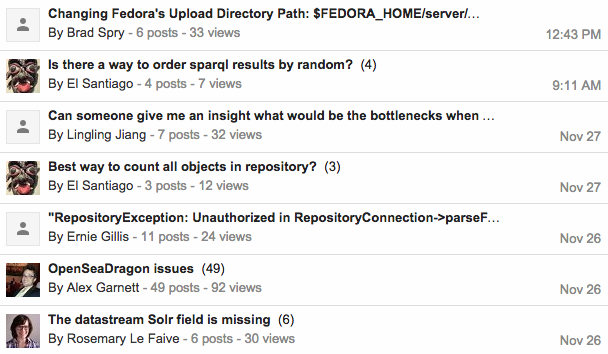 Changing Fedora's Upload Directory Path: $FEDORA_HOME/server/…
By Brad Spry - 6 posts - 33 views
12:43 PM
Is there a way to order sparql results by random? (4)
By El Santiago - 4 posts - 7 views
9:11 AM
Can someone give me an insight what would be the bottlenecks when …
By Lingling Jiang - 7 posts - 32 views
Nov 27
Best way to count all objects in repository? (3)
By El Santiago - 3 posts - 12 views
Nov 27
"RepositoryException: Unauthorized in RepositoryConnection->parseF…
By Ernie Gillis - 11 posts - 24 views
Nov 26
OpenSeaDragon issues (49)
By Alex Garnett - 49 posts - 92 views
Nov 26
The datastream Solr field is missing (6)
By Rosemary Le Faive - 6 posts - 30 views
Nov 26